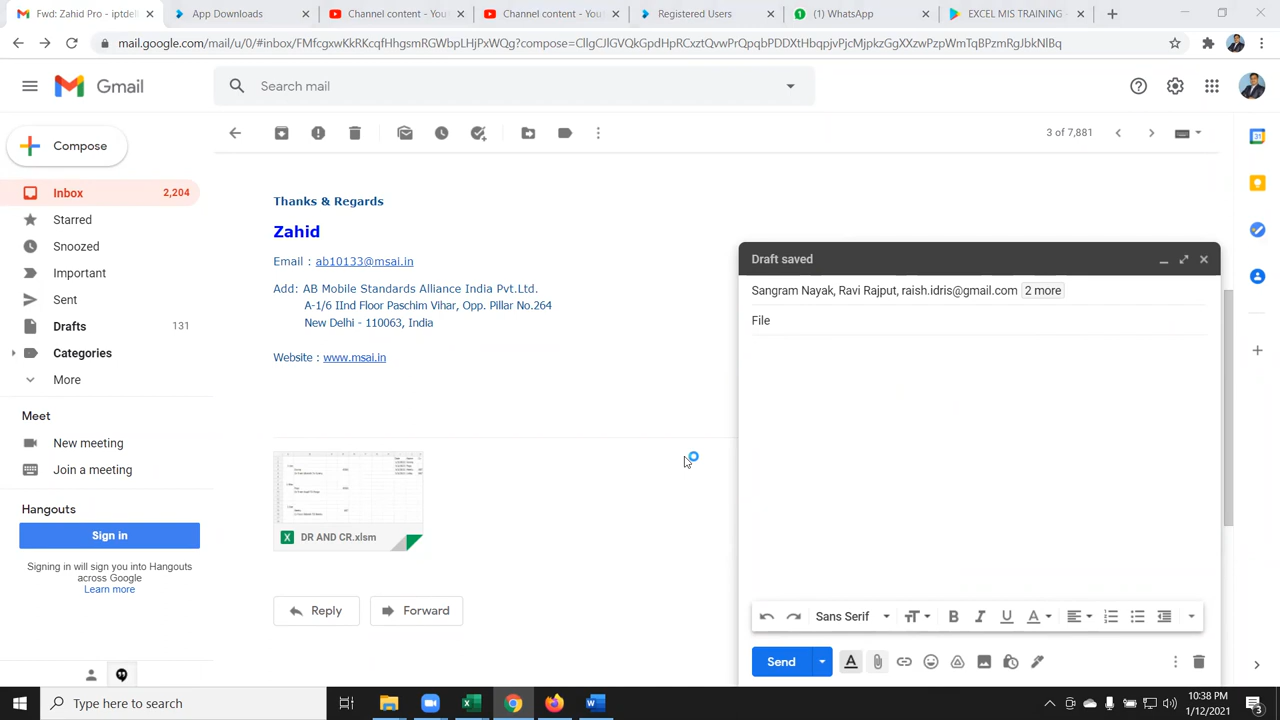 Fwd: Zahid Pro - iptdel
App Downloads
Channel content - You
Channel content - You
Registered Users
(1) WhatsApp
EXCEL MIS TRAINING -
mail.google.com/mail/u/0/#inbox/FMfcgxwKkRKcqfHhgsmRGWbpLHjPxWQg?compose=CllgCJlGVQkGpdHpRCxztQvwPrQpqbPDDXtHbqpjvPjcMjpkzGgXXzwPzpWmTqBPzmRgJbkNlBq
Gmail
Search mail
Compose
3 of 7,881
Inbox 2,204
Starred
Snoozed
Important
Sent
Drafts 131
Categories
More
Meet
New meeting
Join a meeting
Hangouts
Sign in
Signing in will sign you into Hangouts
across Google
Learn more
Thanks & Regards
Zahid
Email : ab10133@msai.in
Add: AB Mobile Standards Alliance India Pvt.Ltd.
A-1/6 IInd Floor Paschim Vihar, Opp. Pillar No.264
New Delhi - 110063, India
Website : www.msai.in
DR AND CR.xlsm
Reply
Forward
Draft saved
Sangram Nayak, Ravi Rajput, raish.idris@gmail.com 2 more
File
Sans Serif
Send
Type here to search
10:38 PM
1/12/2021
3